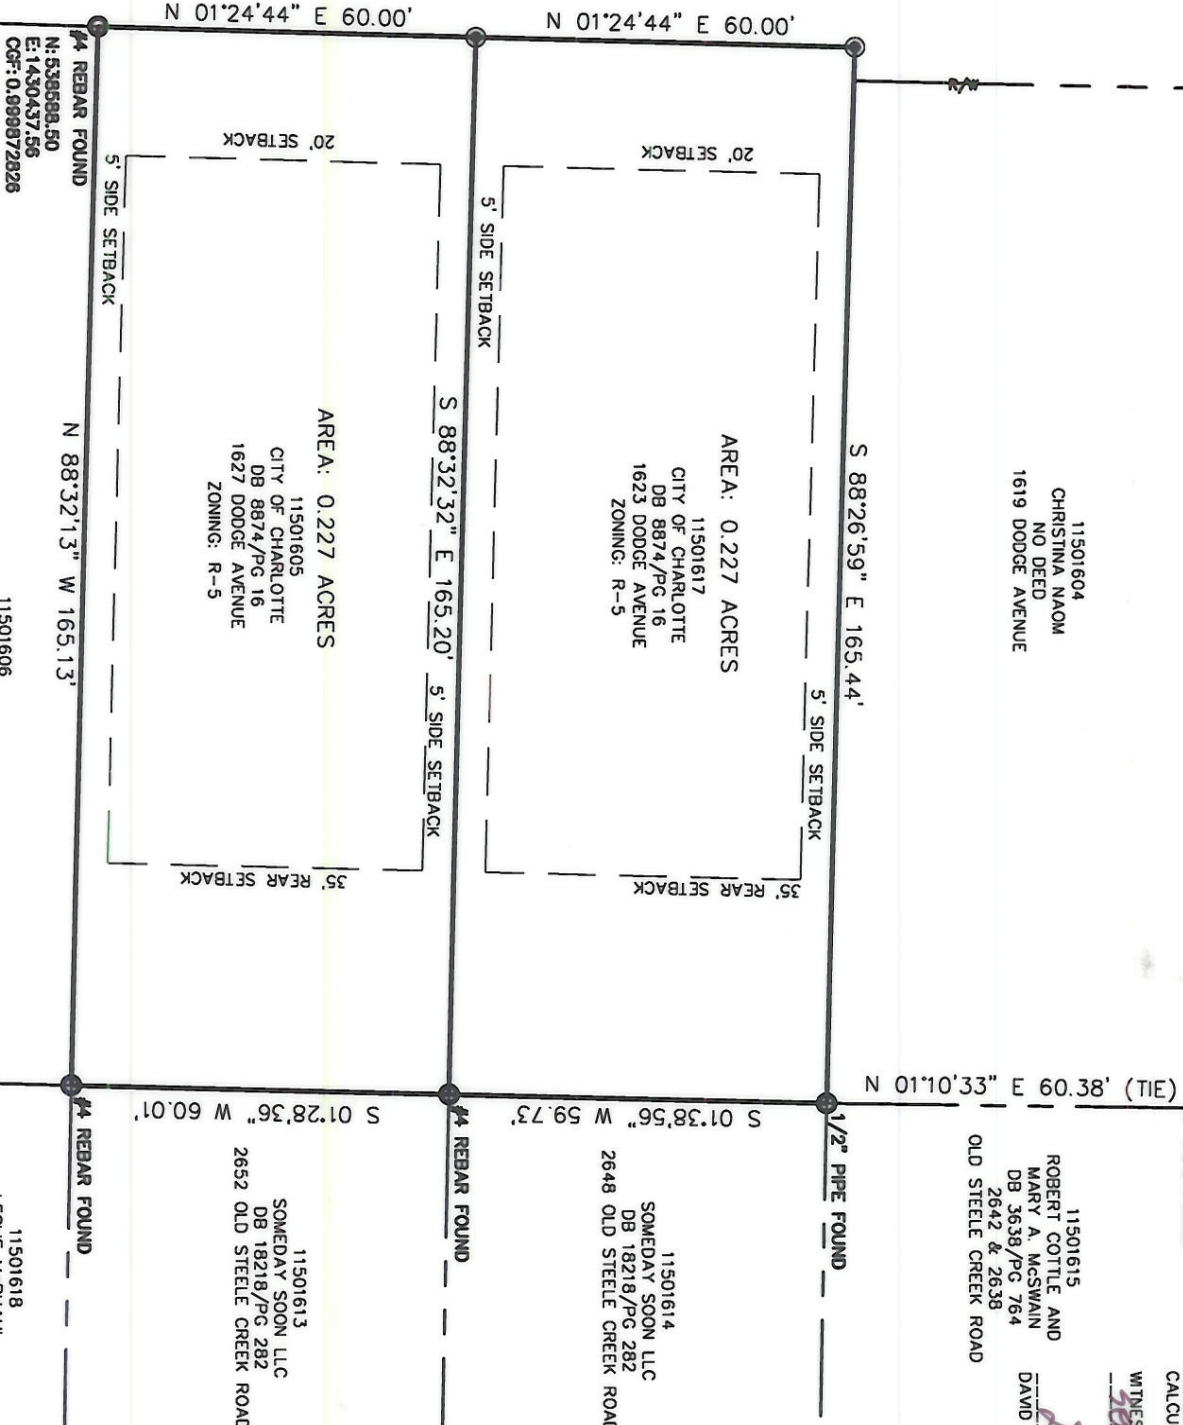 N 01°24'44" E 60.00'
N 01°24'44" E 60.00'
R/W
#4 REBAR FOUND
N:538588.50
E:1430437.56
CGF:0.999872826
20' SETBACK
20' SETBACK
5' SIDE SETBACK
5' SIDE SETBACK
11501604
CHRISTINA NAOM
NO DEED
1619 DODGE AVENUE
S 88°26'59" E 165.44'
5' SIDE SETBACK
AREA: 0.227 ACRES
11501617
CITY OF CHARLOTTE
DB 8874/PG 16
1623 DODGE AVENUE
ZONING: R-5
S 88°32'32" E 165.20'
5' SIDE SETBACK
AREA: 0.227 ACRES
11501605
CITY OF CHARLOTTE
DB 8874/PG 16
1627 DODGE AVENUE
ZONING: R-5
N 88°32'13" W 165.13'
11501606
35' REAR SETBACK
35' REAR SETBACK
N 01°10'33" E 60.38' (TIE)
S 01°38'56" W 59.73'
S 01°28'36" W 60.01'
1/2" PIPE FOUND
#4 REBAR FOUND
#4 REBAR FOUND
11501615
ROBERT COTTLE AND
MARY A. McSWAIN
DB 3638/PG 764
2642 & 2638
OLD STEELE CREEK ROAD
11501614
SOMEDAY SOON LLC
DB 18218/PG 282
2648 OLD STEELE CREEK ROAD
11501613
SOMEDAY SOON LLC
DB 18218/PG 282
2652 OLD STEELE CREEK ROAD
11501618
CALCU
WITNES
DAVID